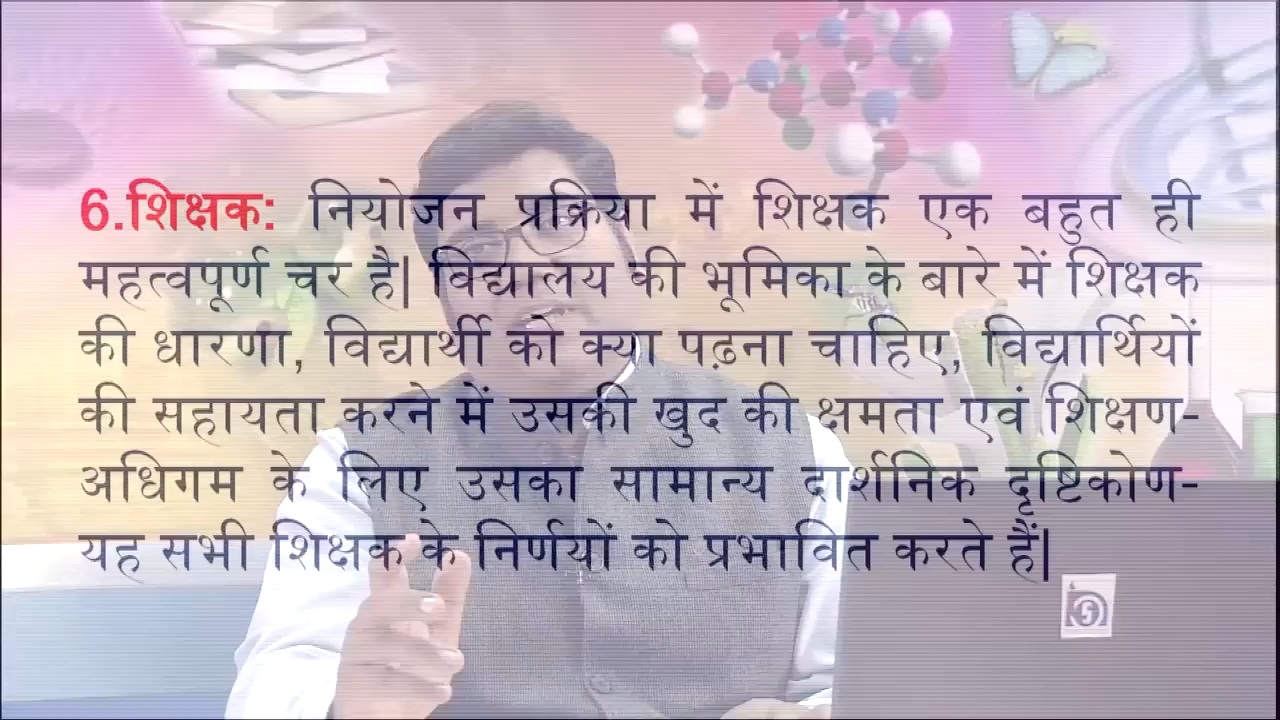 6.शिक्षक: नियोजन प्रक्रिया में शिक्षक एक बहुत ही
महत्वपूर्ण चर है| विद्यालय की भूमिका के बारे में शिक्षक
की धारणा, विद्यार्थी को क्या पढ़ना चाहिए, विद्यार्थियों
की सहायता करने में उसकी खुद की क्षमता एवं शिक्षण-
अधिगम के लिए उसका सामान्य दार्शनिक दृष्टिकोण-
यह सभी शिक्षक के निर्णयों को प्रभावित करते हैं|